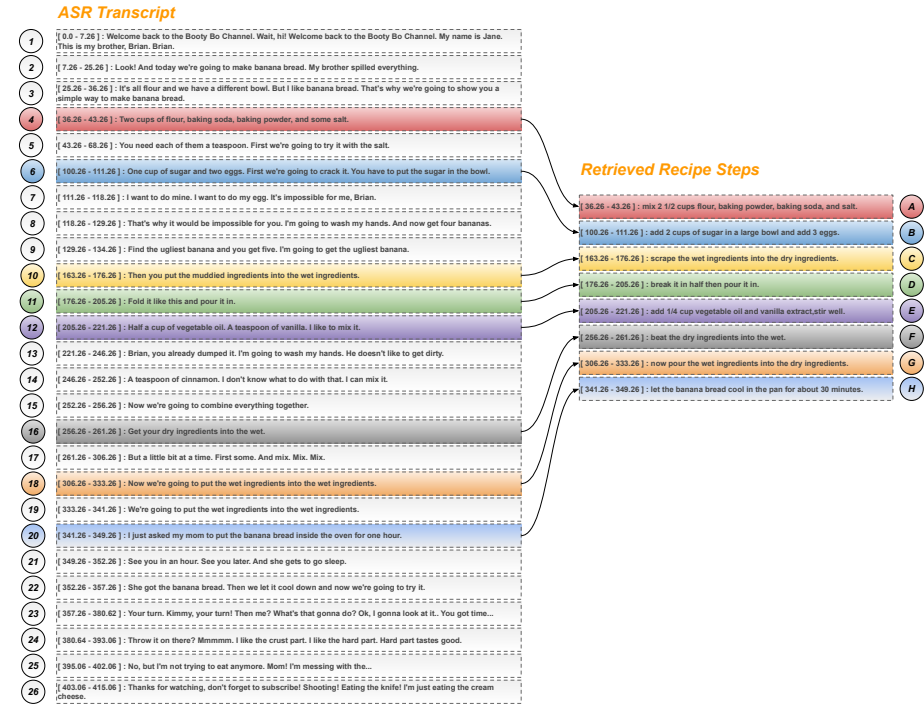 ASR Transcript
1
[ 0.0 - 7.26 ] : Welcome back to the Booty Bo Channel. Wait, hi! Welcome back to the Booty Bo Channel. My name is Jane.
This is my brother, Brian. Brian.
2
[ 7.26 - 25.26 ] : Look! And today we're going to make banana bread. My brother spilled everything.
3
[ 25.26 - 36.26 ] : It's all flour and we have a different bowl. But I like banana bread. That's why we're going to show you a
simple way to make banana bread.
4
[ 36.26 - 43.26 ] : Two cups of flour, baking soda, baking powder, and some salt.
5
[ 43.26 - 68.26 ] : You need each of them a teaspoon. First we're going to try it with the salt.
6
[ 100.26 - 111.26 ] : One cup of sugar and two eggs. First we're going to crack it. You have to put the sugar in the bowl.
7
[ 111.26 - 118.26 ] : I want to do mine. I want to do my egg. It's impossible for me, Brian.
8
[ 118.26 - 129.26 ] : That's why it would be impossible for you. I'm going to wash my hands. And now get four bananas.
9
[ 129.26 - 134.26 ] : Find the ugliest banana and you get five. I'm going to get the ugliest banana.
10
[ 163.26 - 176.26 ] : Then you put the muddied ingredients into the wet ingredients.
11
[ 176.26 - 205.26 ] : Fold it like this and pour it in.
12
[ 205.26 - 221.26 ] : Half a cup of vegetable oil. A teaspoon of vanilla. I like to mix it.
13
[ 221.26 - 246.26 ] : Brian, you already dumped it. I'm going to wash my hands. He doesn't like to get dirty.
14
[ 246.26 - 252.26 ] : A teaspoon of cinnamon. I don't know what to do with that. I can mix it.
15
[ 252.26 - 256.26 ] : Now we're going to combine everything together.
16
[ 256.26 - 261.26 ] : Get your dry ingredients into the wet.
17
[ 261.26 - 306.26 ] : But a little bit at a time. First some. And mix. Mix. Mix.
18
[ 306.26 - 333.26 ] : Now we're going to put the wet ingredients into the wet ingredients.
19
[ 333.26 - 341.26 ] : We're going to put the wet ingredients into the wet ingredients.
20
[ 341.26 - 349.26 ] : I just asked my mom to put the banana bread inside the oven for one hour.
21
[ 349.26 - 352.26 ] : See you in an hour. See you later. And she gets to go sleep.
22
[ 352.26 - 357.26 ] : She got the banana bread. Then we let it cool down and now we're going to try it.
23
[ 357.26 - 380.62 ] : Your turn. Kimmy, your turn! Then me? What's that gonna do? Ok, I gonna look at it.. You got time...
24
[ 380.64 - 393.06 ] : Throw it on there? Mmmmm. I like the crust part. I like the hard part. Hard part tastes good.
25
[ 395.06 - 402.06 ] : No, but I'm not trying to eat anymore. Mom! I'm messing with the...
26
[ 403.06 - 415.06 ] : Thanks for watching, don't forget to subscribe! Shooting! Eating the knife! I'm just eating the cream
cheese.
Retrieved Recipe Steps
[ 36.26 - 43.26 ] : mix 2 1/2 cups flour, baking powder, baking soda, and salt.
A
[ 100.26 - 111.26 ] : add 2 cups of sugar in a large bowl and add 3 eggs.
B
[ 163.26 - 176.26 ] : scrape the wet ingredients into the dry ingredients.
C
[ 176.26 - 205.26 ] : break it in half then pour it in.
D
[ 205.26 - 221.26 ] : add 1/4 cup vegetable oil and vanilla extract,stir well.
E
[ 256.26 - 261.26 ] : beat the dry ingredients into the wet.
F
[ 306.26 - 333.26 ] : now pour the wet ingredients into the dry ingredients.
G
[ 341.26 - 349.26 ] : let the banana bread cool in the pan for about 30 minutes.
H